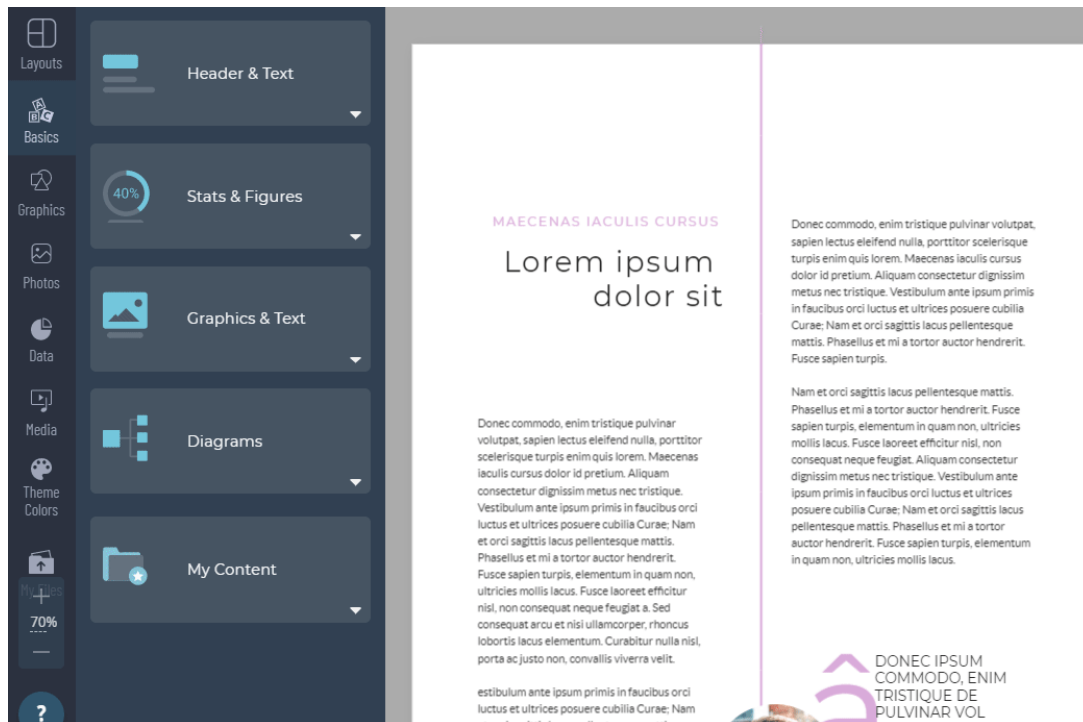 Layouts
Basics
Graphics
Photos
Data
Media
Theme
Colors
My Files
70%
?
Header & Text
40%
Stats & Figures
Graphics & Text
Diagrams
My Content
MAECENAS IACULIS CURSUS
Lorem ipsum
dolor sit
Donec commodo, enim tristique pulvinar
volutpat, sapien lectus eleifend nulla, porttitor
scelerisque turpis enim quis lorem. Maecenas
iaculis cursus dolor id pretium. Aliquam
consectetur dignissim metus nec tristique.
Vestibulum ante ipsum primis in faucibus orci
luctus et ultrices posuere cubilia Curae; Nam
et orci sagittis lacus pellentesque mattis.
Phasellus et mi a tortor auctor hendrerit.
Fusce sapien turpis, elementum in quam non,
ultricies mollis lacus. Fusce laoreet efficitur
nisl, non consequat neque feugiat a. Sed
consequat arcu et nisi ullamcorper, rhoncus
lobortis lacus elementum. Curabitur nulla nisl,
porta ac justo non, convallis viverra velit.
estibulum ante ipsum primis in faucibus orci
luctus et ultrices posuere cubilia Curae; Nam
Donec commodo, enim tristique pulvinar volutpat,
sapien lectus eleifend nulla, porttitor scelerisque
turpis enim quis lorem. Maecenas iaculis cursus
dolor id pretium. Aliquam consectetur dignissim
metus nec tristique. Vestibulum ante ipsum primis
in faucibus orci luctus et ultrices posuere cubilia
Curae; Nam et orci sagittis lacus pellentesque
mattis. Phasellus et mi a tortor auctor hendrerit.
Fusce sapien turpis.
Nam et orci sagittis lacus pellentesque mattis.
Phasellus et mi a tortor auctor hendrerit. Fusce
sapien turpis, elementum in quam non, ultricies
mollis lacus. Fusce laoreet efficitur nisl, non
consequat neque feugiat. Aliquam consectetur
dignissim metus nec tristique. Vestibulum ante
ipsum primis in faucibus orci luctus et ultrices
posuere cubilia Curae; Nam et orci sagittis lacus
pellentesque mattis. Phasellus et mi a tortor
auctor hendrerit. Fusce sapien turpis, elementum
in quam non, ultricies mollis lacus.
â
DONEC IPSUM
COMMODO, ENIM
TRISTIQUE DE
PULVINAR VOL